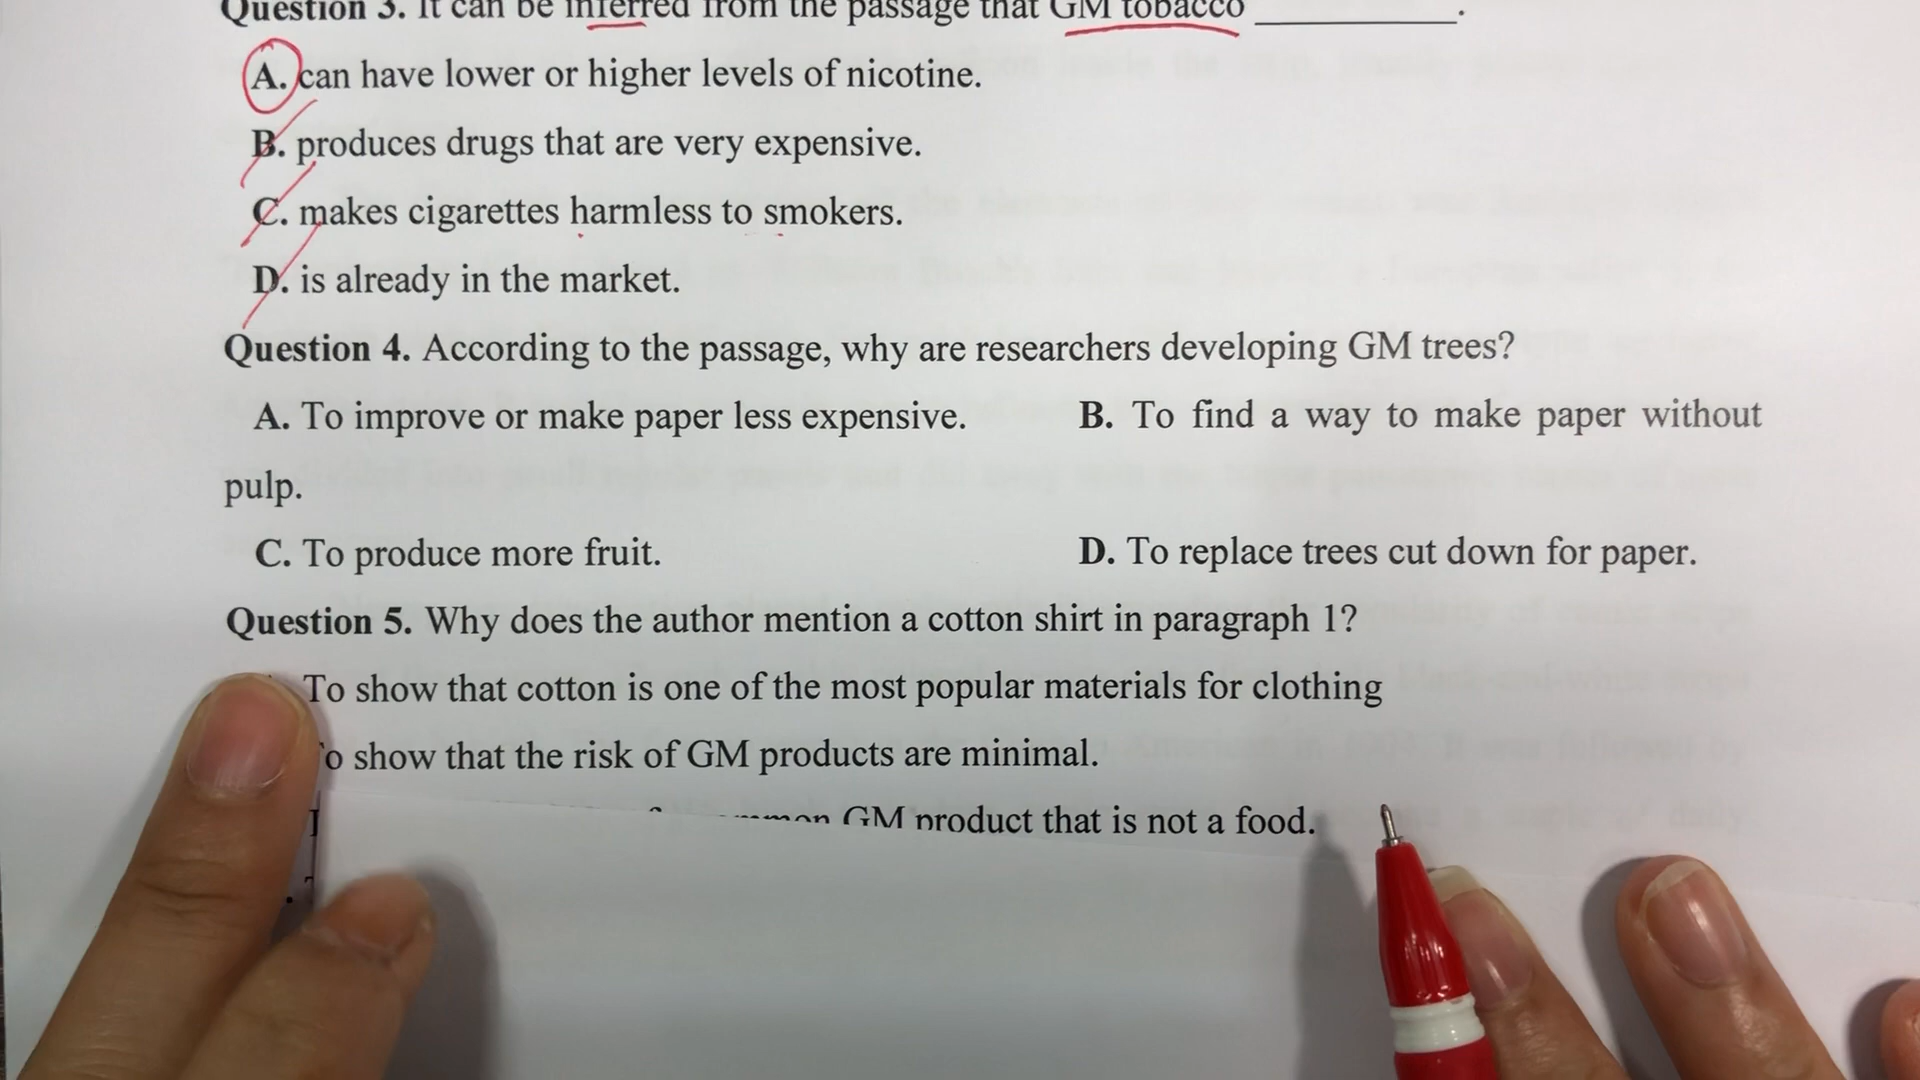 Question 3. It can be inferred from the passage that GM tobacco __________.
A. can have lower or higher levels of nicotine.
B. produces drugs that are very expensive.
C. makes cigarettes harmless to smokers.
D. is already in the market.
Question 4. According to the passage, why are researchers developing GM trees?
A. To improve or make paper less expensive. B. To find a way to make paper without
pulp.
C. To produce more fruit. D. To replace trees cut down for paper.
Question 5. Why does the author mention a cotton shirt in paragraph 1?
To show that cotton is one of the most popular materials for clothing
show that the risk of GM products are minimal.
GM product that is not a food.